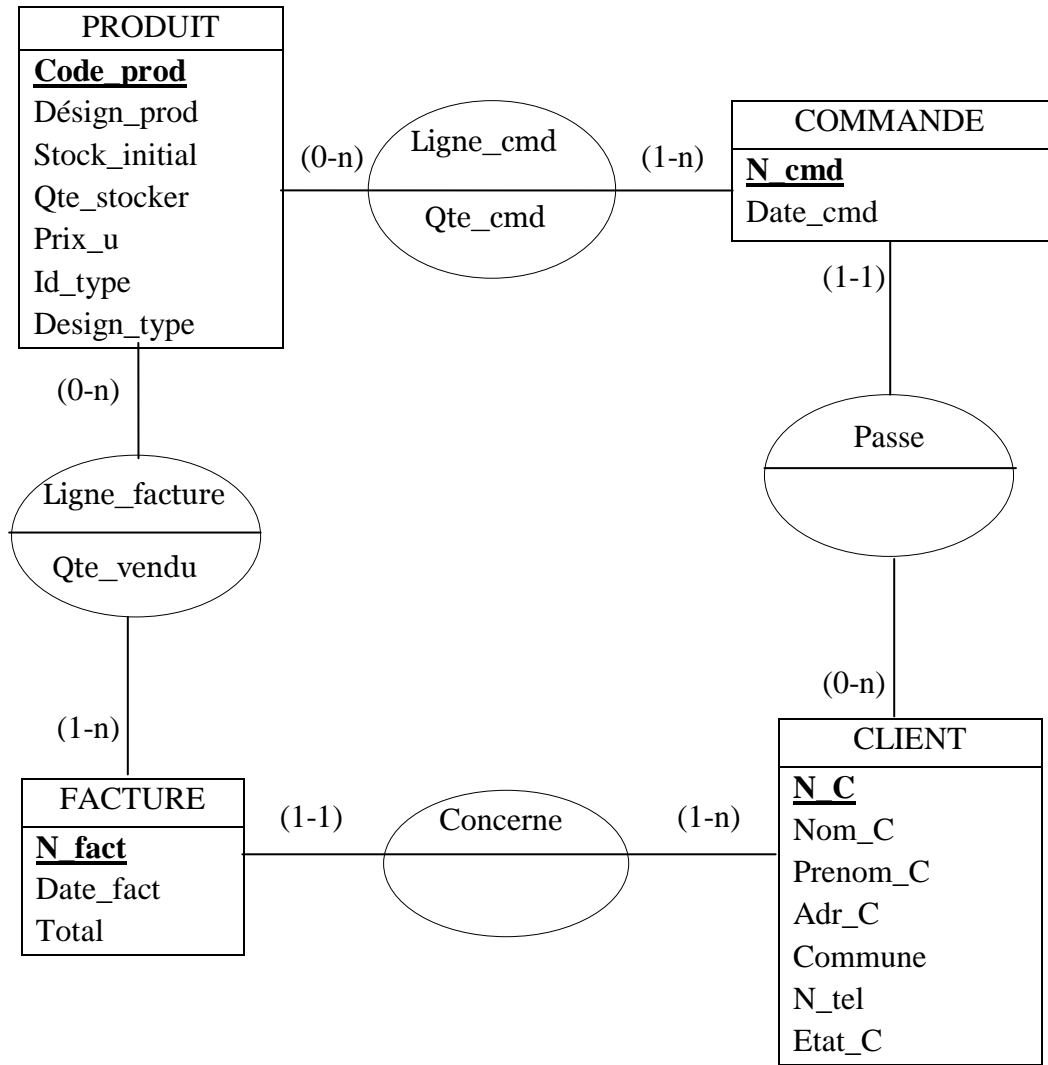 PRODUIT
Code_prod
Désign_prod
Stock_initial
Qte_stocker
Prix_u
Id_type
Design_type
(0-n)
Ligne_cmd
Qte_cmd
(1-n)
COMMANDE
N_cmd
Date_cmd
(1-1)
Passe
(0-n)
(0-n)
Ligne_facture
Qte_vendu
(1-n)
FACTURE
N_fact
Date_fact
Total
(1-1)
Concerne
(1-n)
CLIENT
N_C
Nom_C
Prenom_C
Adr_C
Commune
N_tel
Etat_C